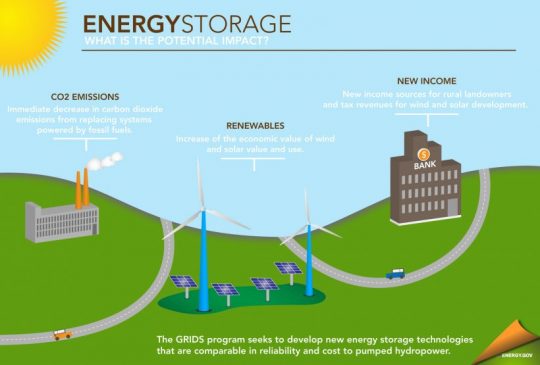 ENERGYSTORAGE
WHAT IS THE POTENTIAL IMPACT?
CO2 EMISSIONS
Immediate decrease in carbon dioxide
emissions from replacing systems
powered by fossil fuels.
RENEWABLES
Increase of the economic value of wind
and solar value and use.
NEW INCOME
New income sources for rural landowners
and tax revenues for wind and solar development.
$
BANK
The GRIDS program seeks to develop new energy storage technologies
that are comparable in reliability and cost to pumped hydropower.
ENERGY.GOV